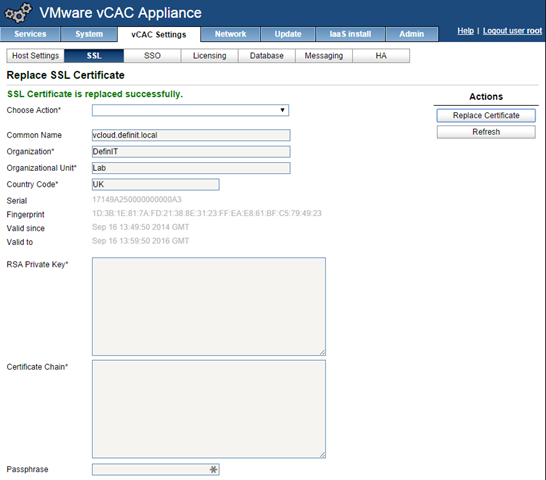 VMware vCAC Appliance
Services System vCAC Settings Network Update IaaS install Admin Help | Logout user root
Host Settings SSL SSO Licensing Database Messaging HA
Replace SSL Certificate
SSL Certificate is replaced successfully.
Actions
Choose Action*
Replace Certificate
Refresh
Common Name vcloud.definit.local
Organization* DefinIT
Organizational Unit* Lab
Country Code* UK
Serial 17149A250000000000A3
Fingerprint 1D:3B:1E:81:7A:FD:21:38:8E:31:23:FF:EA:E8:61:BF:C5:79:49:23
Valid since Sep 16 13:49:50 2014 GMT
Valid to Sep 16 13:59:50 2016 GMT
RSA Private Key*
Certificate Chain*
Passphrase